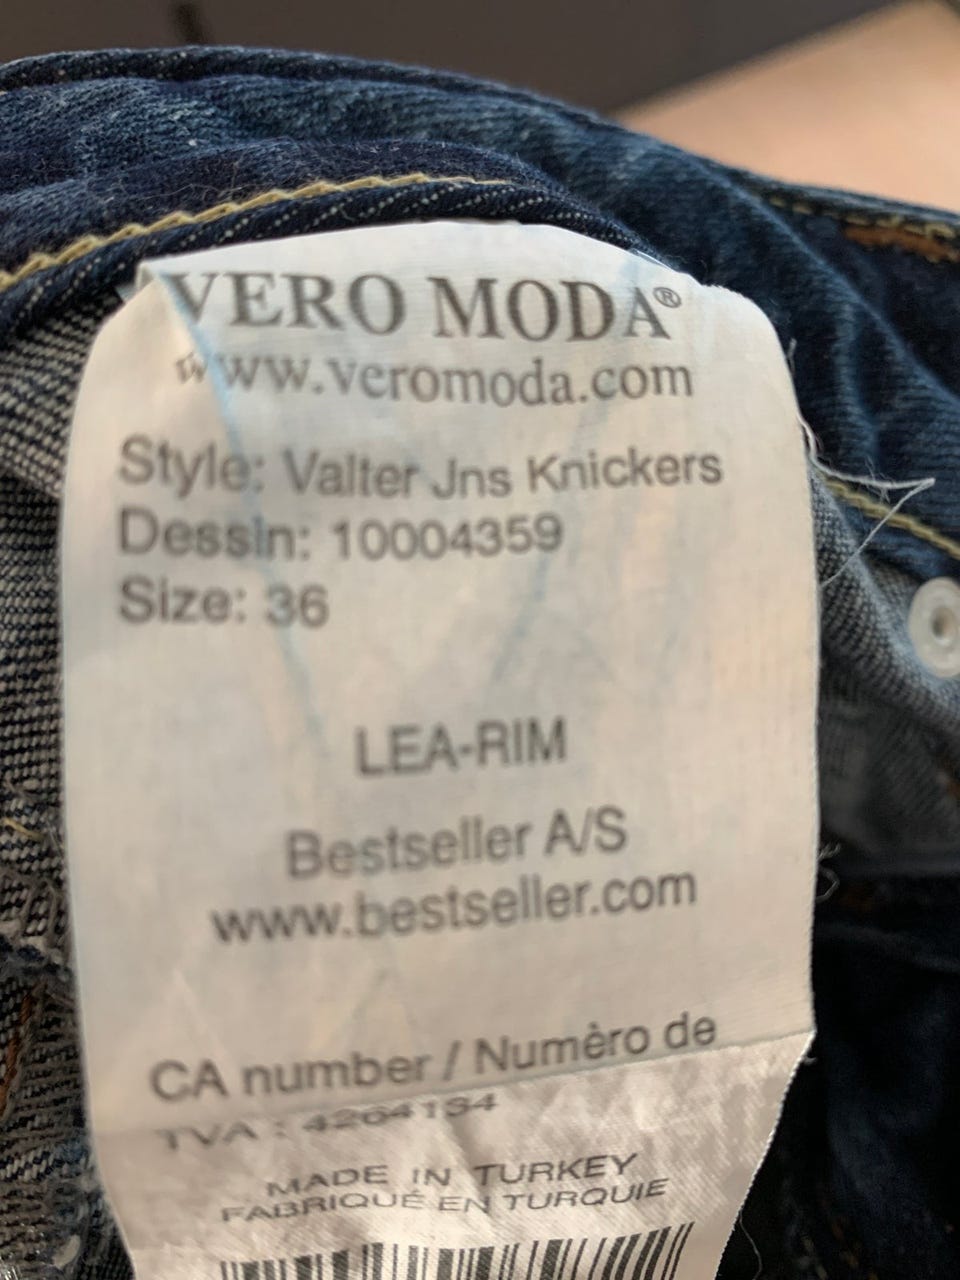 VERO MODA®
www.veromoda.com
Style: Valter Jns Knickers
Dessin: 10004359
Size: 36
LEA-RIM
Bestseller A/S
www.bestseller.com
CA number / Numèro de
TVA : 4264134
MADE IN TURKEY
FABRIQUÉ EN TURQUIE